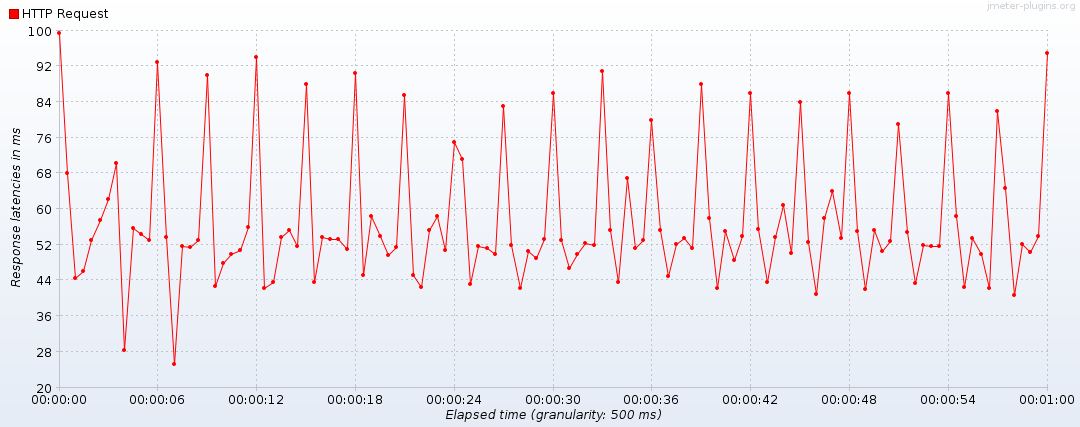 jmeter-plugins.org
HTTP Request
100
92
84
76
68
60
52
44
36
28
20
Response latencies in ms
00:00:00 00:00:06 00:00:12 00:00:18 00:00:24 00:00:30 00:00:36 00:00:42 00:00:48 00:00:54 00:01:00
Elapsed time (granularity: 500 ms)